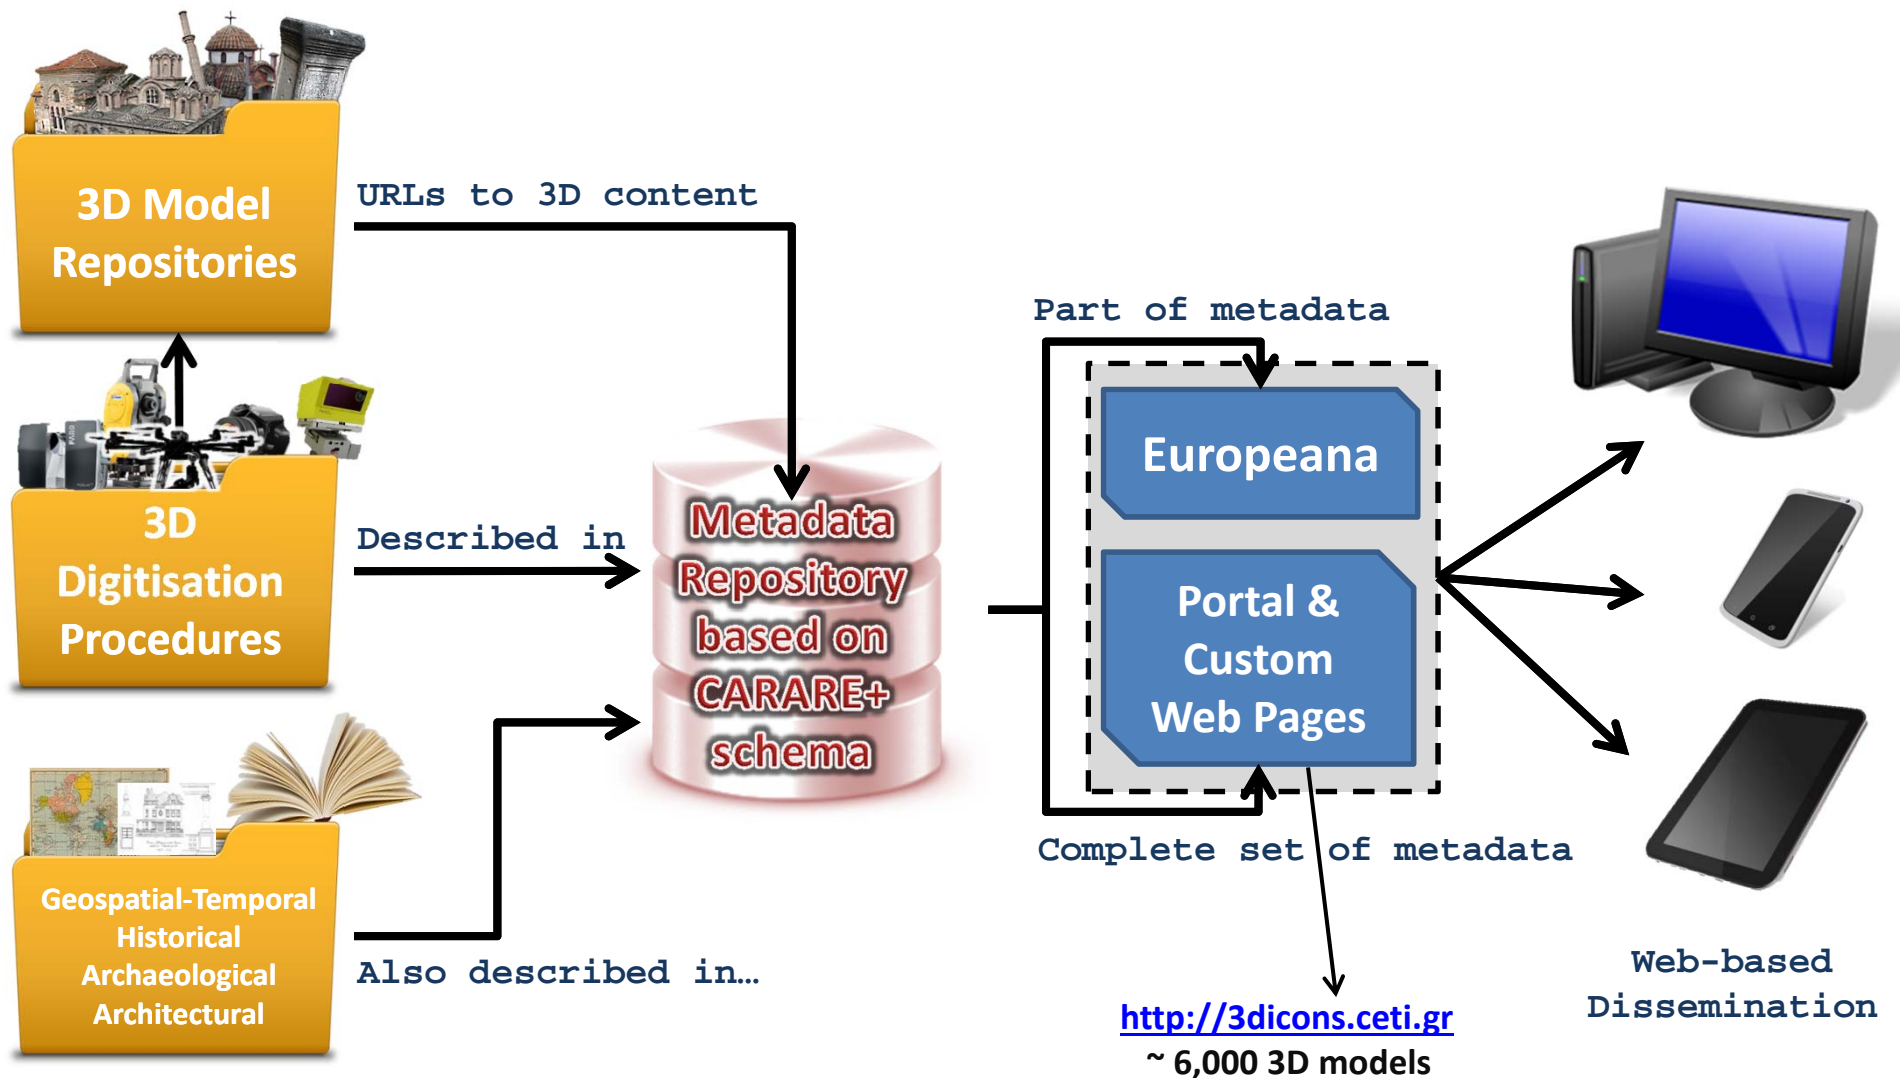 3D Model
Repositories
URLs to 3D content
3D
Digitisation
Procedures
Described in
Geospatial-Temporal
Historical
Archaeological
Architectural
Also described in…
Metadata
Repository
based on
CARARE+
schema
Part of metadata
Europeana
Portal &
Custom
Web Pages
Complete set of metadata
http://3dicons.ceti.gr
~ 6,000 3D models
Web-based
Dissemination